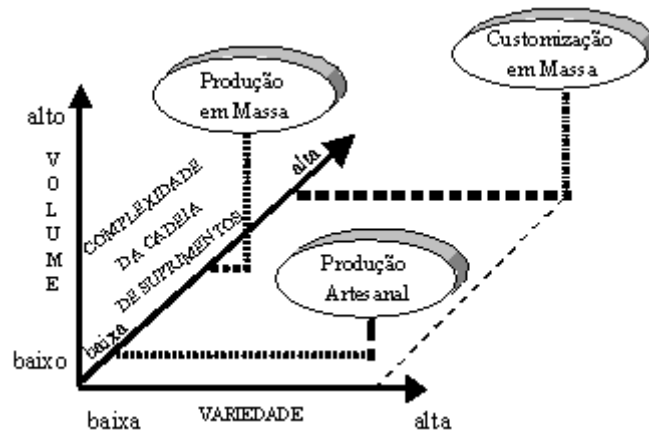 Customização
em Massa
Produção
em Massa
alto
VOLUME
COMPLEXIDADE
DA CADEIA
DE SUPRIMENTOS
alta
Produção
Artesanal
baixa
baixo
baixa
VARIEDADE
alta